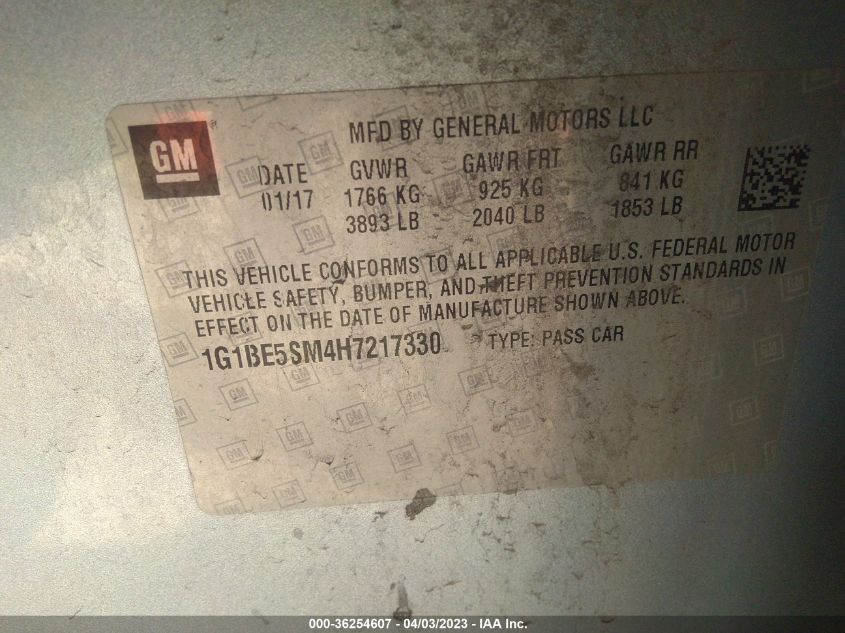 GM
MFD BY GENERAL MOTORS LLC
DATE GVWR GAWR FRT GAWR RR
01/17 1766 KG 925 KG 841 KG
3893 LB 2040 LB 1853 LB
THIS VEHICLE CONFORMS TO ALL APPLICABLE U.S. FEDERAL MOTOR
VEHICLE SAFETY, BUMPER, AND THEFT PREVENTION STANDARDS IN
EFFECT ON THE DATE OF MANUFACTURE SHOWN ABOVE.
1G1BE5SM4H7217330 TYPE: PASS CAR
000-36254607 - 04/03/2023 - IAA Inc.